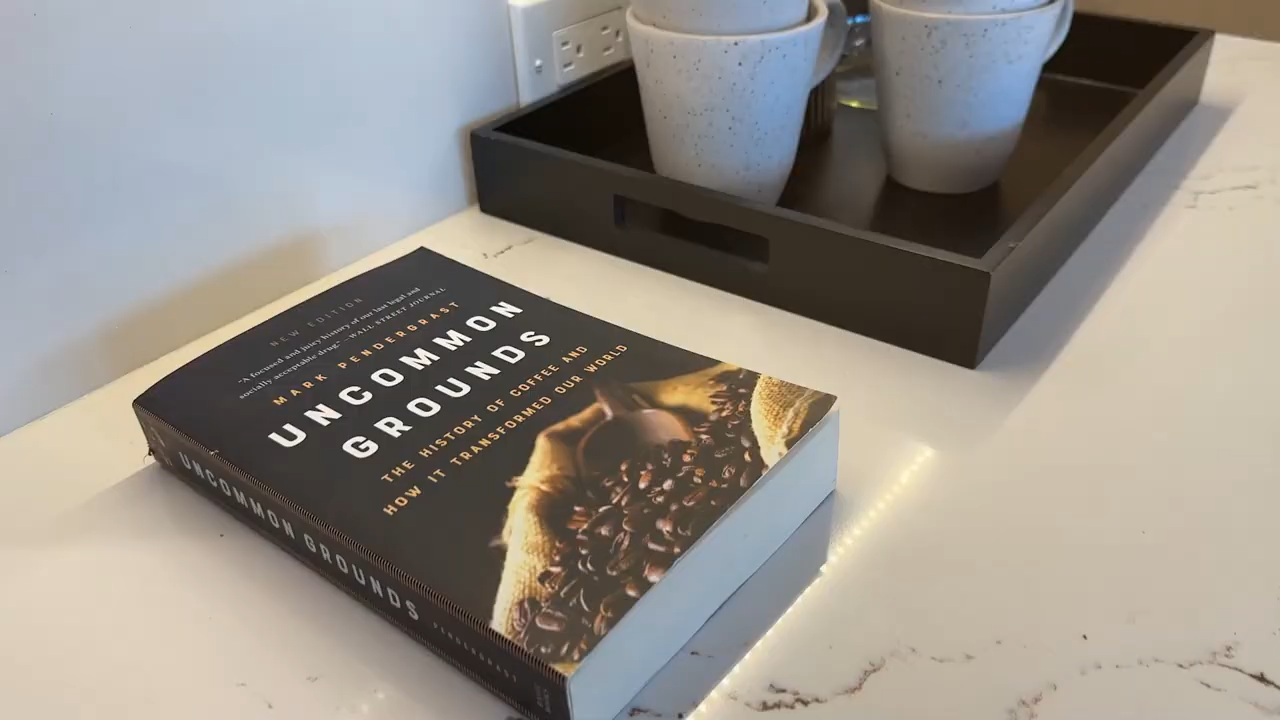 NEW EDITION
"A focused and juicy history of our last legal and
socially acceptable drug." —WALL STREET JOURNAL
MARK PENDERGRAST
UNCOMMON
GROUNDS
THE HISTORY OF COFFEE AND
HOW IT TRANSFORMED OUR WORLD
UNCOMMON GROUNDS
PENDERGRAST